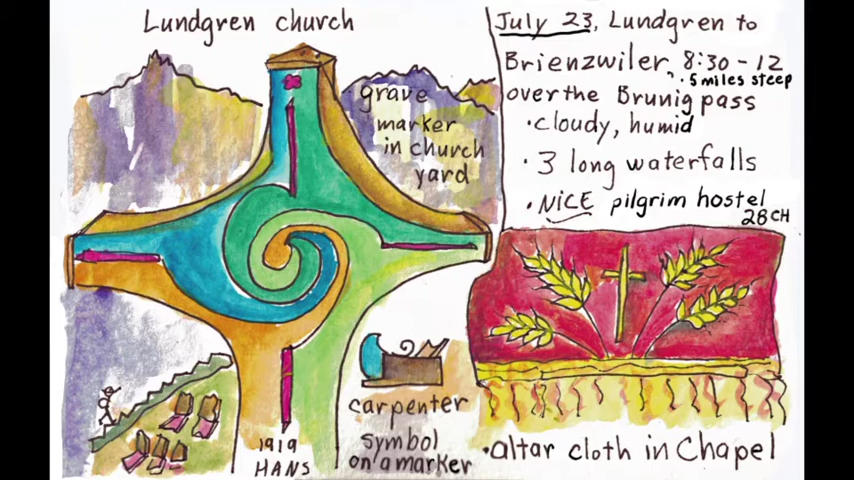 Lundgren church
grave
marker
in church
yard
carpenter
symbol
on a marker
1919
HANS
July 23, Lundgren to
Brienzwiler, 8:30 - 12
.5 miles steep
over the Brunig pass
• cloudy, humid
• 3 long waterfalls
• NICE pilgrim hostel
28 CH
• altar cloth in Chapel